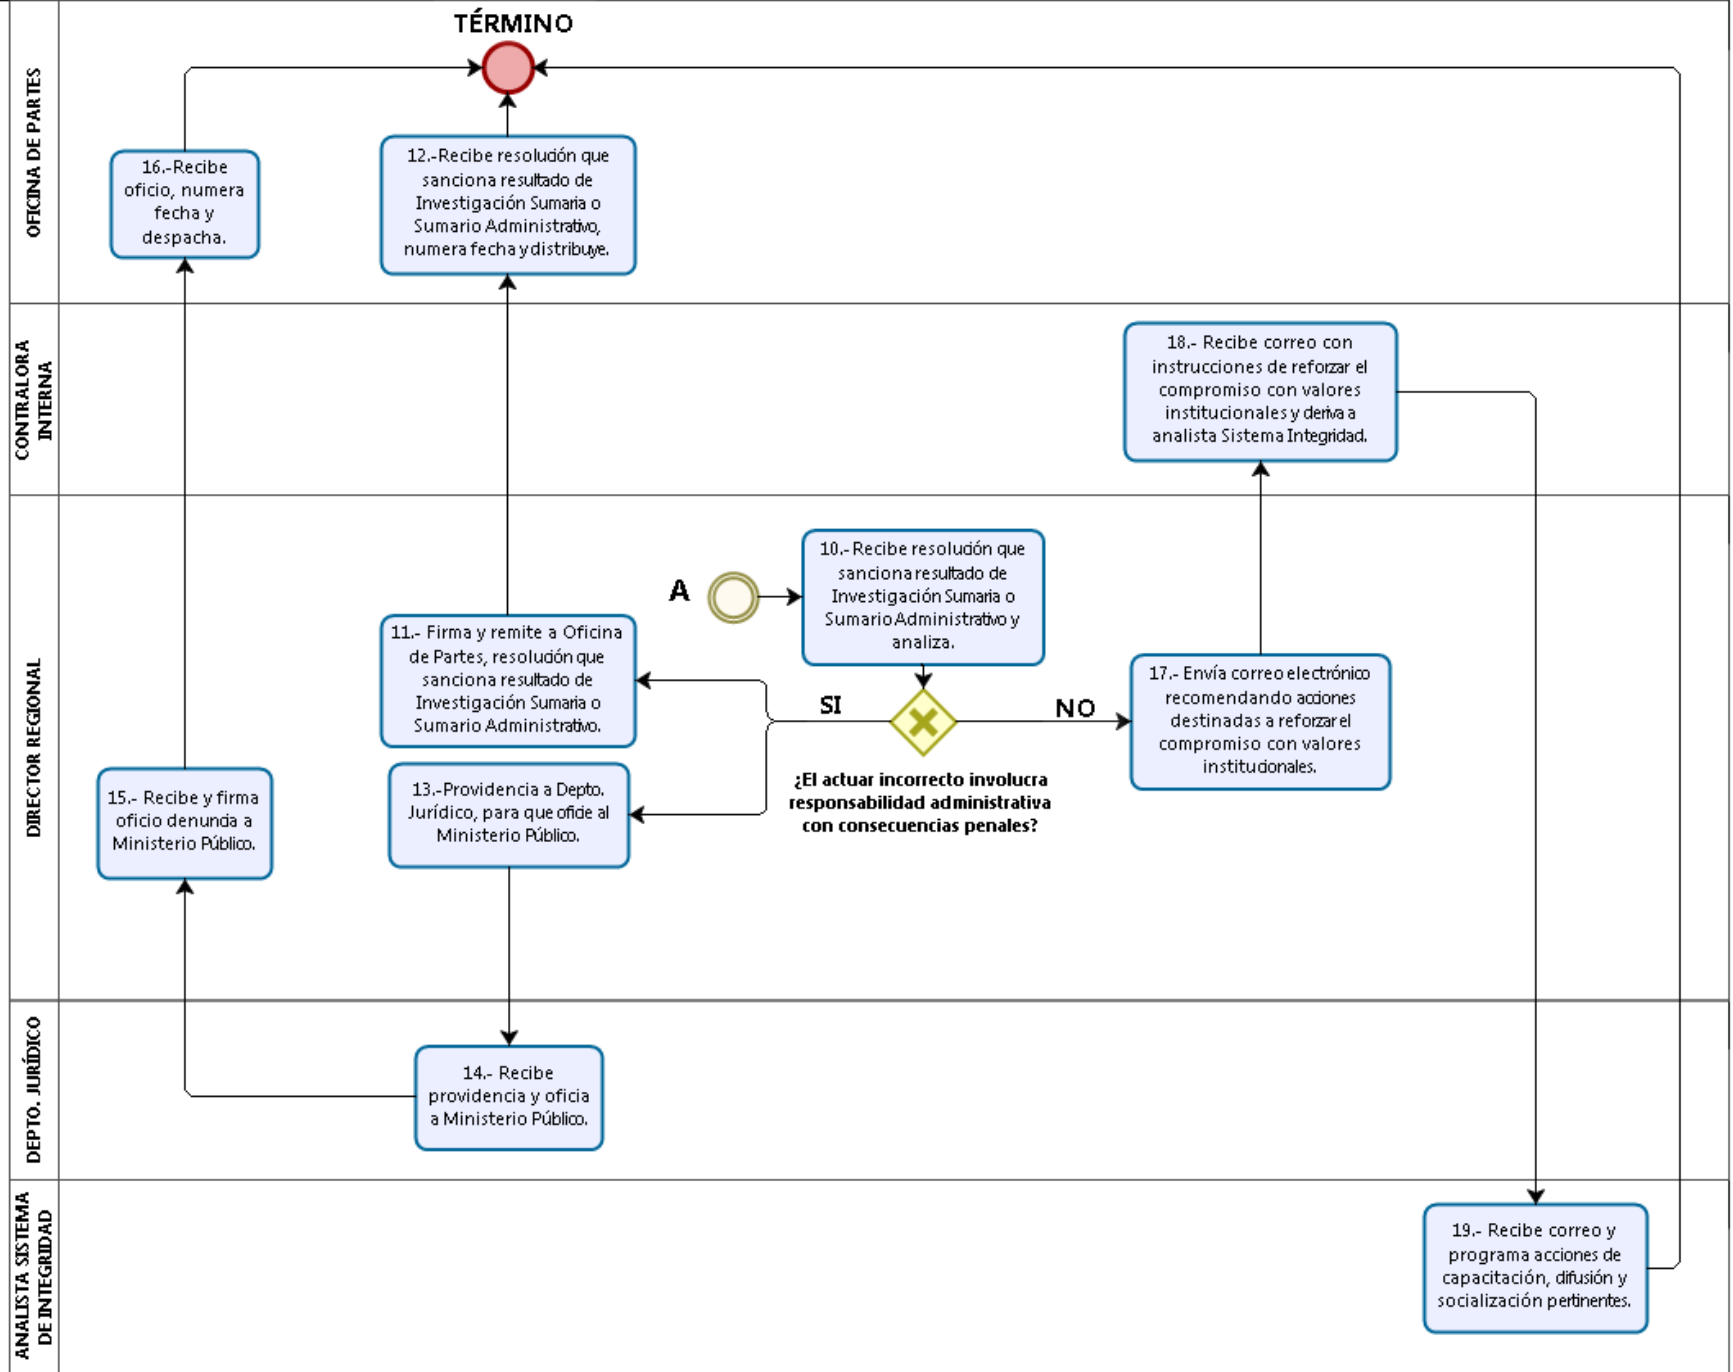 TÉRMINO
OFICINA DE PARTES
16.-Recibe
oficio, numera
fecha y
despacha.
12.-Recibe resolución que
sanciona resultado de
Investigación Sumaria o
Sumario Administrativo,
numera fecha y distribuye.
CONTRALORA
INTERNA
18.- Recibe correo con
instrucciones de reforzar el
compromiso con valores
institucionales y deriva a
analista Sistema Integridad.
DIRECTOR REGIONAL
A
10.- Recibe resolución que
sanciona resultado de
Investigación Sumaria o
Sumario Administrativo y
analiza.
11.- Firma y remite a Oficina
de Partes, resolución que
sanciona resultado de
Investigación Sumaria o
Sumario Administrativo.
SI
NO
17.- Envía correo electrónico
recomendando acciones
destinadas a reforzar el
compromiso con valores
institucionales.
¿El actuar incorrecto involucra
responsabilidad administrativa
con consecuencias penales?
13.-Providencia a Depto.
Jurídico, para que oficie al
Ministerio Público.
15.- Recibe y firma
oficio denuncia a
Ministerio Público.
DEPTO. JURÍDICO
14.- Recibe
providencia y oficia
a Ministerio Público.
ANALISTA SISTEMA
DE INTEGRIDAD
19.- Recibe correo y
programa acciones de
capacitación, difusión y
socialización pertinentes.